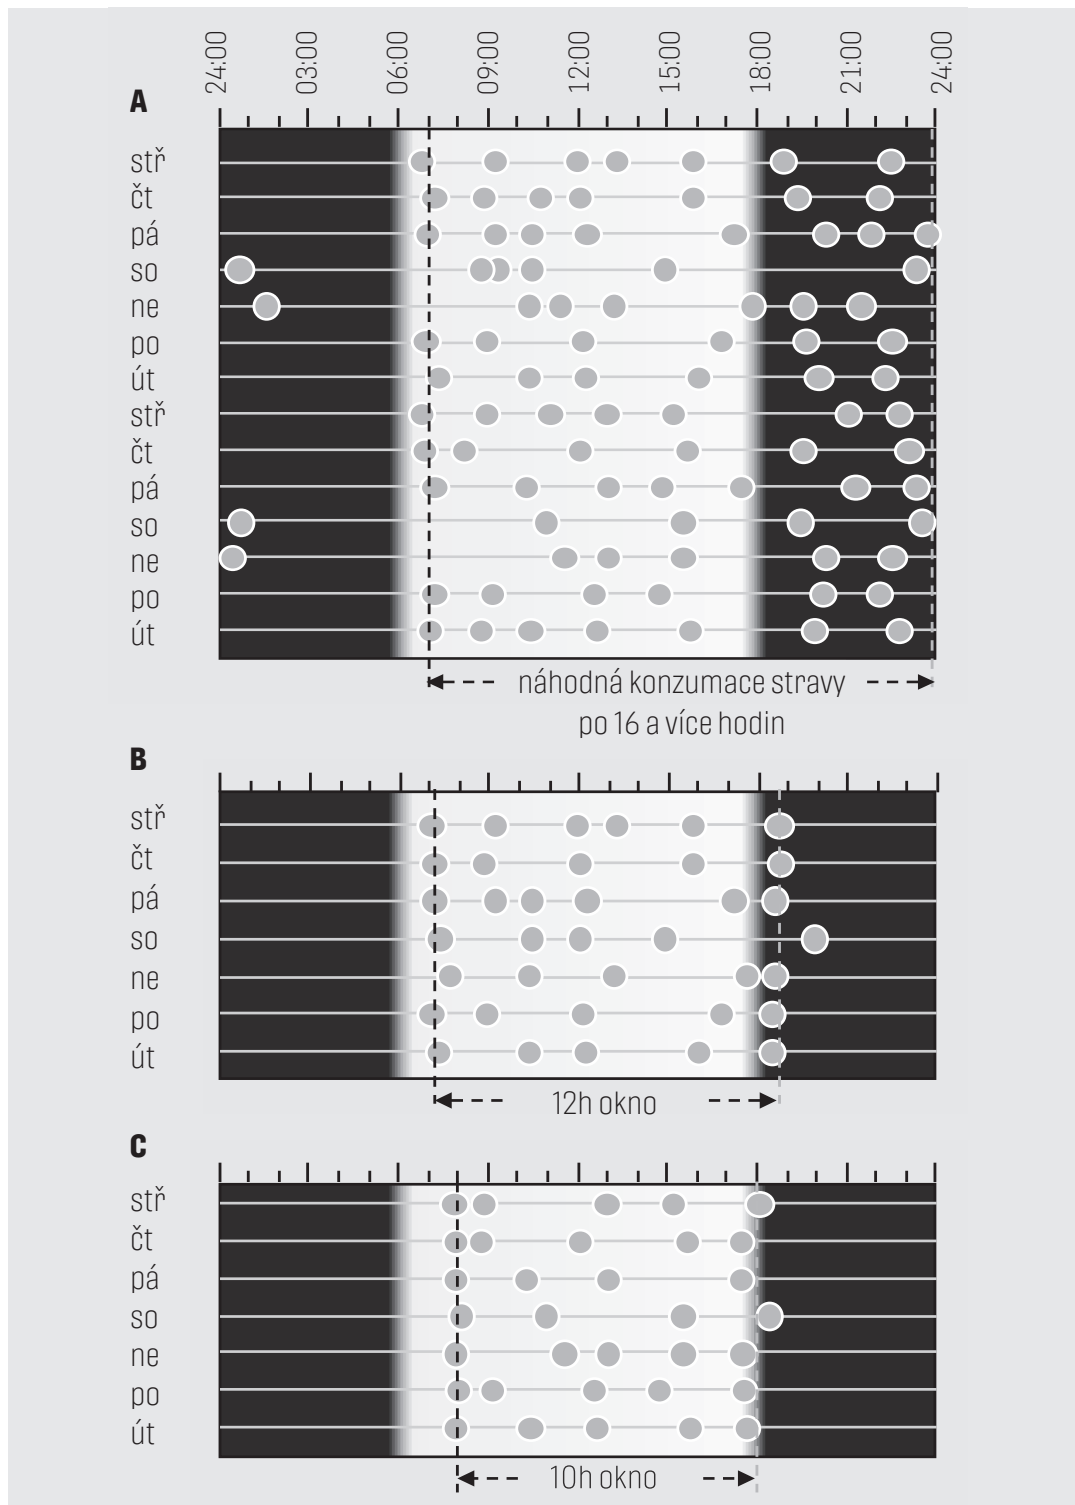 24:00 03:00 06:00 09:00 12:00 15:00 18:00 21:00 24:00
A
stř
čt
pá
so
ne
po
út
stř
čt
pá
so
ne
po
út
náhodná konzumace stravy
po 16 a více hodin
B
stř
čt
pá
so
ne
po
út
12h okno
C
stř
čt
pá
so
ne
po
út
10h okno